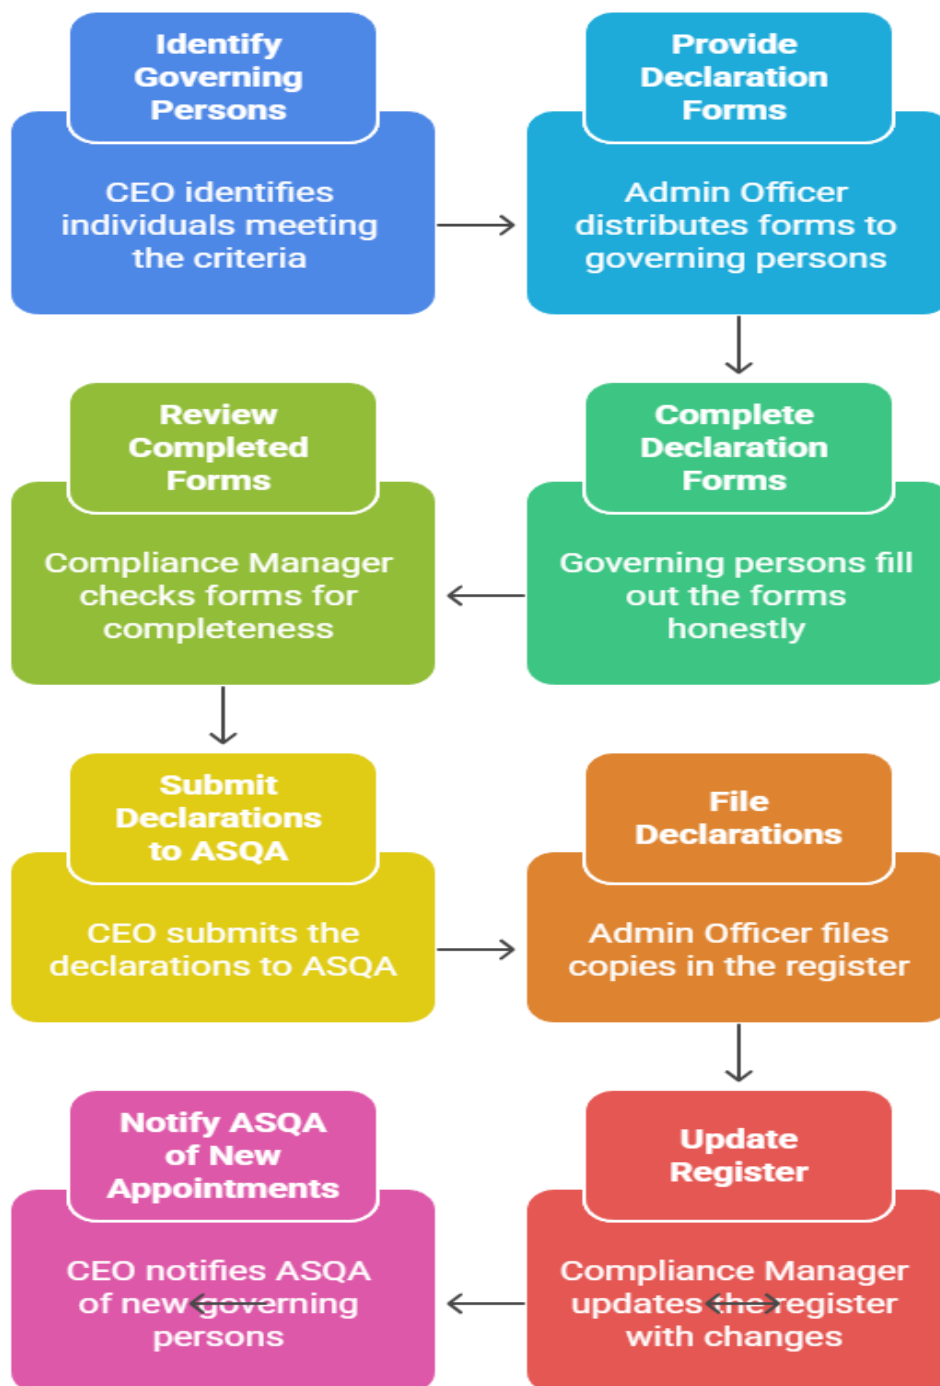 Identify
Governing
Persons
CEO identifies
individuals meeting
the criteria
Provide
Declaration
Forms
Admin Officer
distributes forms to
governing persons
Complete
Declaration
Forms
Governing persons fill
out the forms
honestly
Review
Completed
Forms
Compliance Manager
checks forms for
completeness
Submit
Declarations
to ASQA
CEO submits the
declarations to ASQA
File
Declarations
Admin Officer files
copies in the register
Update
Register
Compliance Manager
updates the register
with changes
Notify ASQA
of New
Appointments
CEO notifies ASQA
of new governing
persons